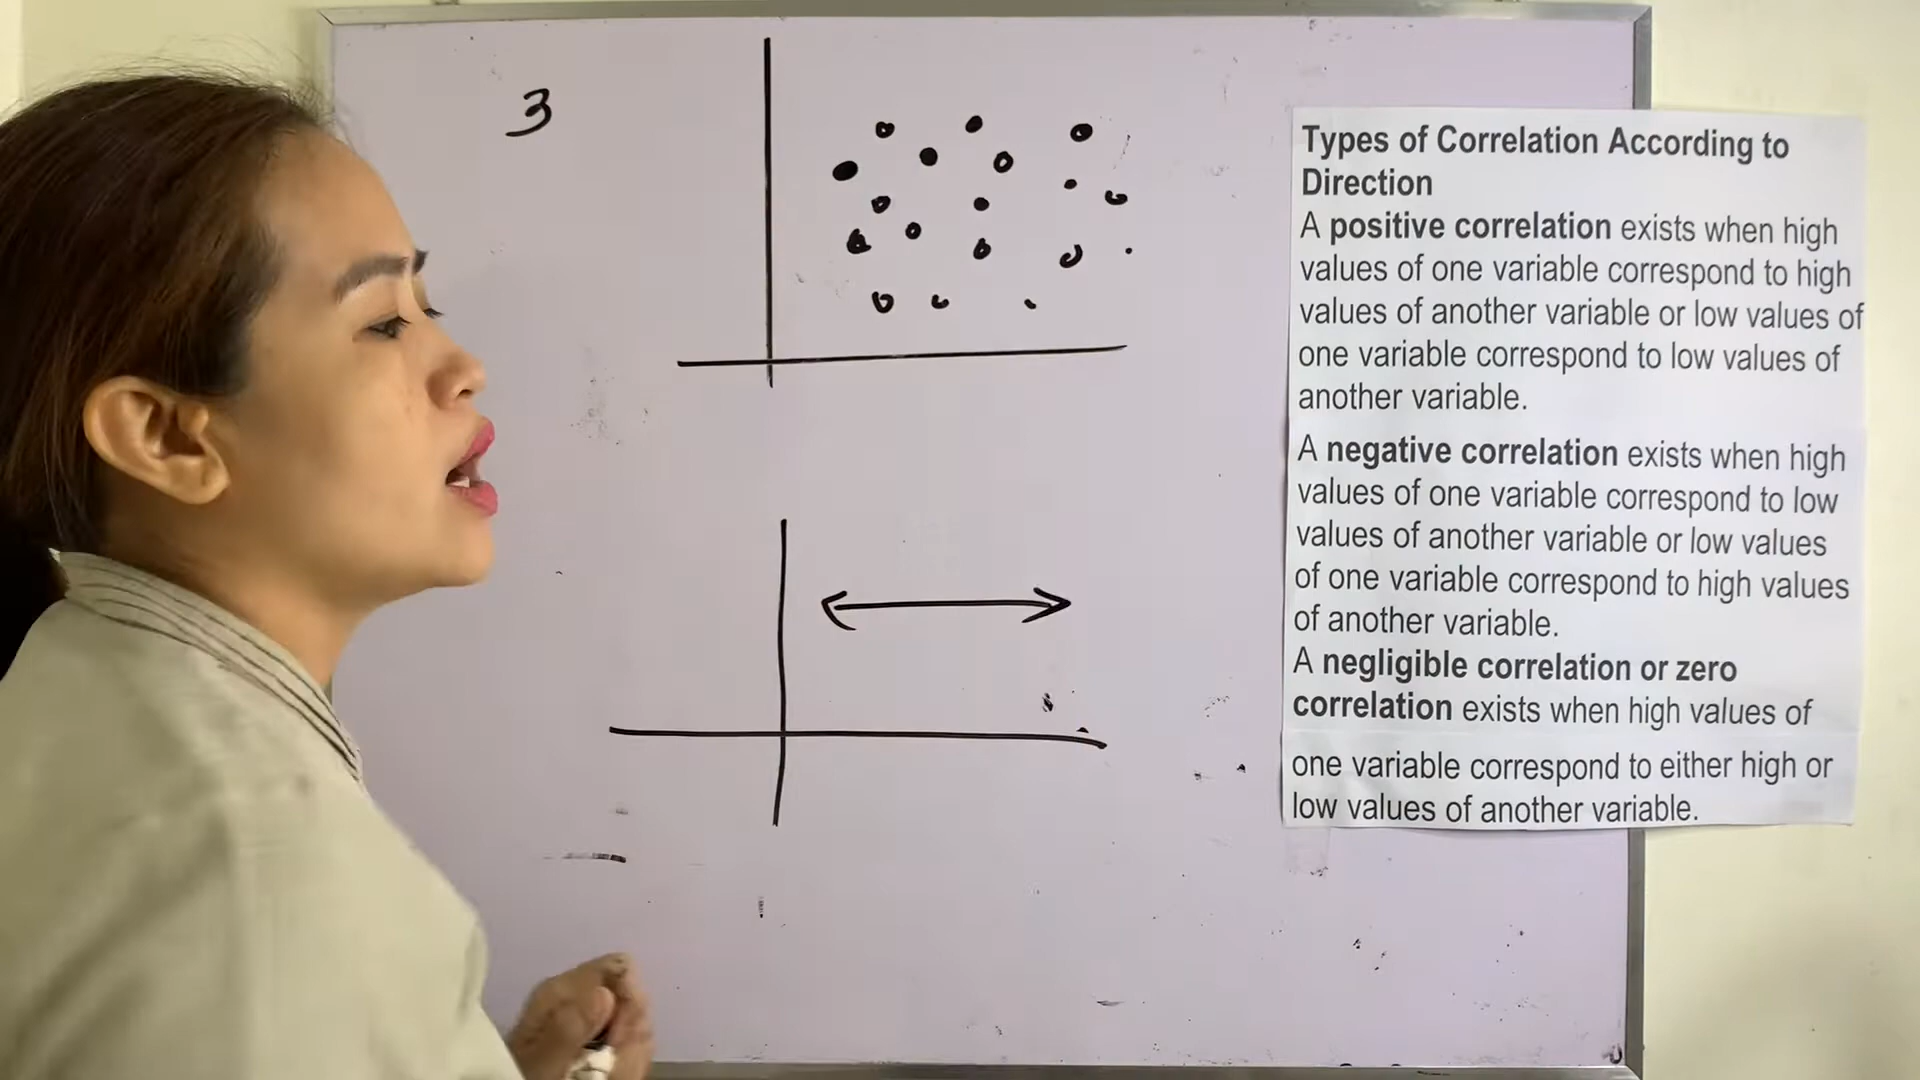 3
Types of Correlation According to
Direction
A positive correlation exists when high
values of one variable correspond to high
values of another variable or low values of
one variable correspond to low values of
another variable.
A negative correlation exists when high
values of one variable correspond to low
values of another variable or low values
of one variable correspond to high values
of another variable.
A negligible correlation or zero
correlation exists when high values of
one variable correspond to either high or
low values of another variable.